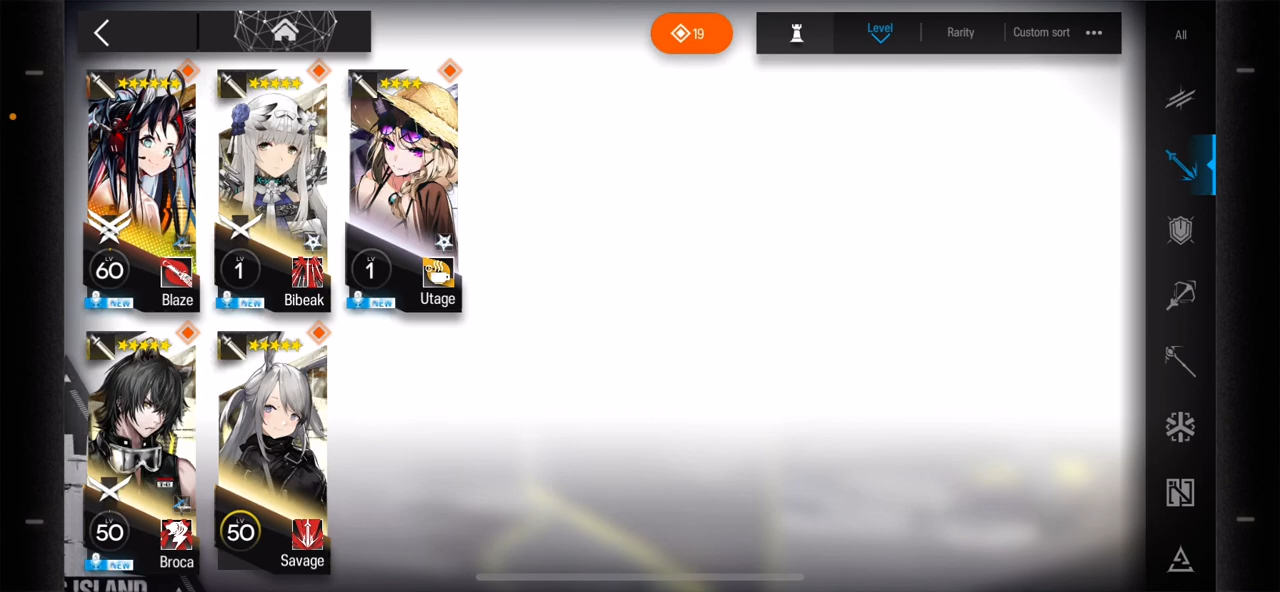 19
Level
Rarity
Custom sort
All
LV
60
NEW
Blaze
LV
1
NEW
Bibeak
LV
1
NEW
Utage
LV
50
NEW
Broca
LV
50
Savage
ISLAND